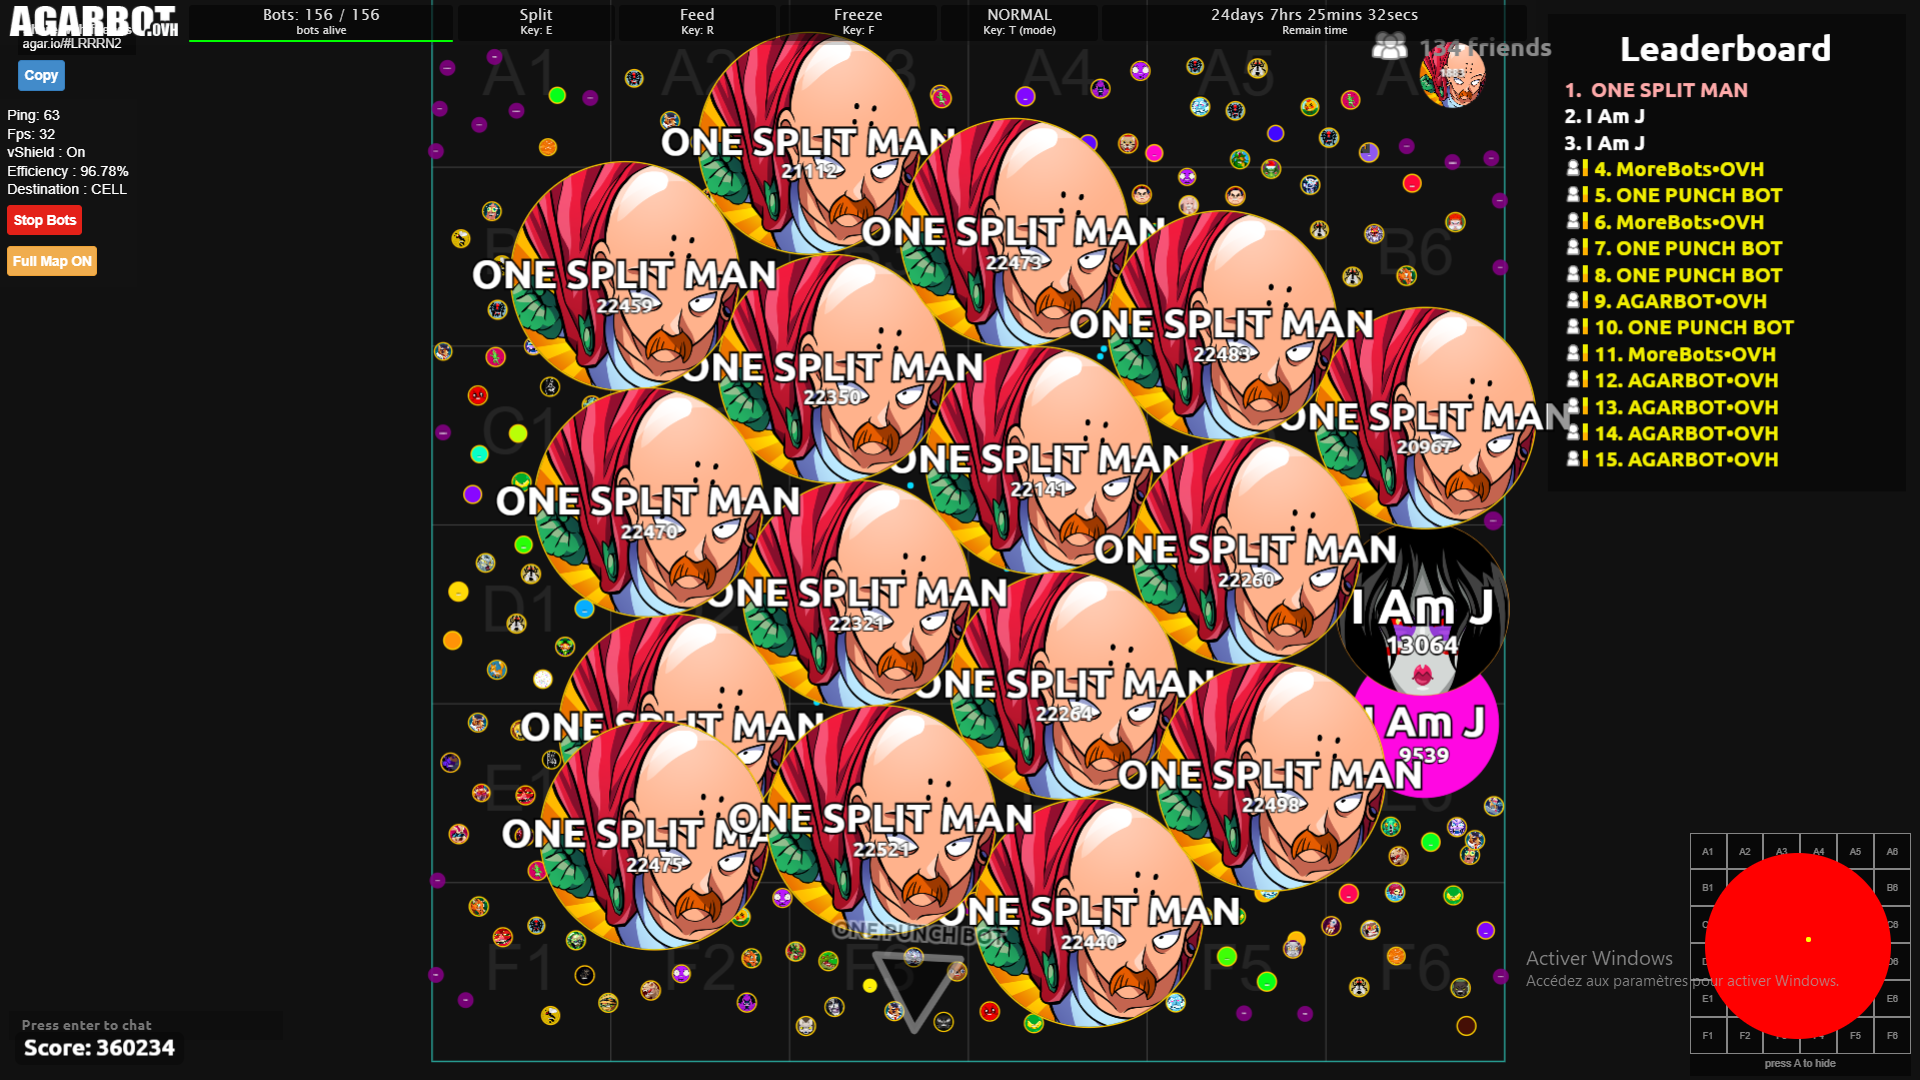 AGARBOT.OVH
agar.io/#LRRRN2
Copy
Ping: 63
Fps: 32
vShield : On
Efficiency : 96.78%
Destination : CELL
Stop Bots
Full Map ON
Bots: 156 / 156
bots alive
Split
Key: E
Feed
Key: R
Freeze
Key: F
NORMAL
Key: T (mode)
24days 7hrs 25mins 32secs
Remain time
134 friends
Leaderboard
1. ONE SPLIT MAN
2. I Am J
3. I Am J
4. MoreBots•OVH
5. ONE PUNCH BOT
6. MoreBots•OVH
7. ONE PUNCH BOT
8. ONE PUNCH BOT
9. AGARBOT•OVH
10. ONE PUNCH BOT
11. MoreBots•OVH
12. AGARBOT•OVH
13. AGARBOT•OVH
14. AGARBOT•OVH
15. AGARBOT•OVH
A1
A2
3
A4
A5
A
ONE SPLIT MAN
21112
ONE SPLIT MAN
22473
B6
ONE SPLIT MAN
22459
ONE SPLIT MAN
22483
ONE SPLIT MAN
22350
ONE SPLIT MAN
20967
C1
ONE SPLIT MAN
22141
ONE SPLIT MAN
22470
ONE SPLIT MAN
22260
D1
ONE SPLIT MAN
22321
I Am J
13064
ONE SPLIT MAN
22264
ONE SPLIT MAN
I Am J
9539
E1
ONE SPLIT MAN
22498
E6
ONE SPLIT MA
22475
ONE SPLIT MAN
22521
ONE SPLIT MAN
22440
ONE PUNCH BOT
F1
F2
F3
F5
F6
Activer Windows
Accédez aux paramètres pour activer Windows.
A1 A2 A3 A4 A5 A6
B1 B6
C C6
D D6
E1 E6
F1 F2 F5 F6
press A to hide
Press enter to chat
Score: 360234